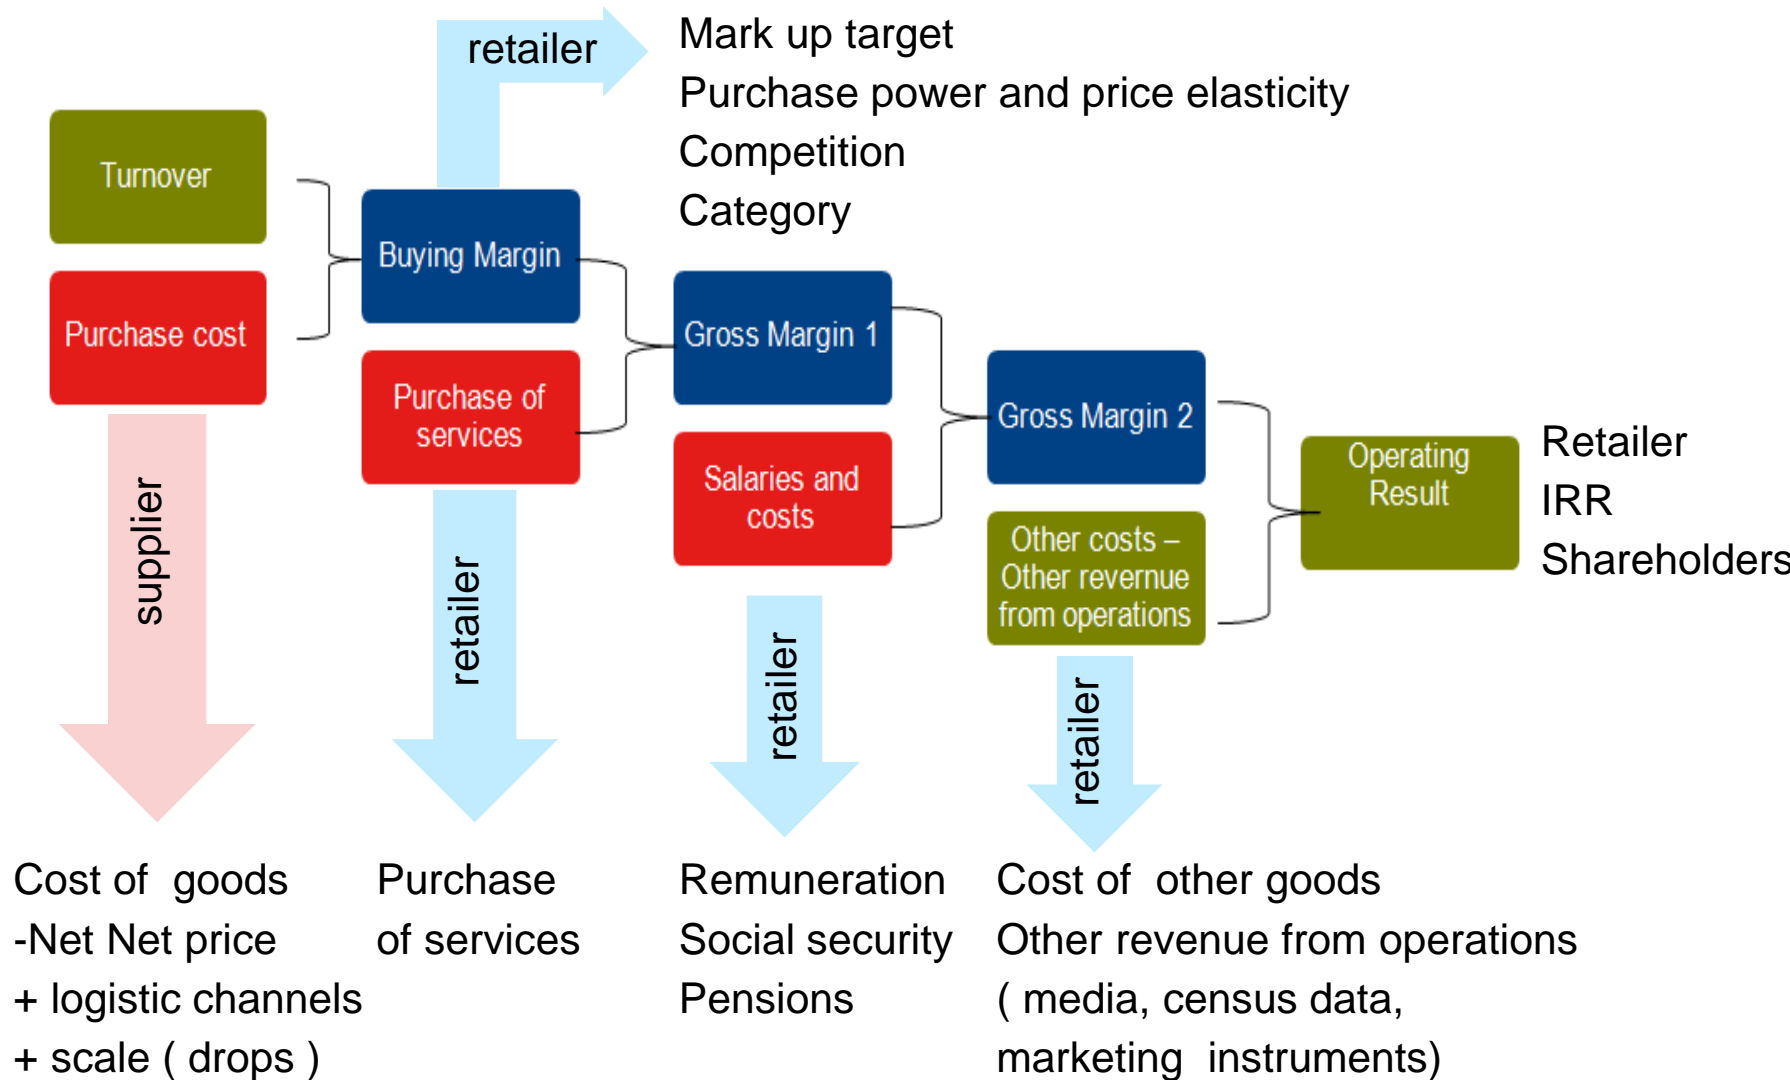 retailer
Mark up target
Purchase power and price elasticity
Competition
Category
Turnover
Purchase cost
Buying Margin
Purchase of
services
Gross Margin 1
Salaries and
costs
Gross Margin 2
Other costs –
Other revernue
from operations
Operating
Result
Retailer
IRR
Shareholders
supplier
retailer
retailer
retailer
Cost of  goods
-Net Net price
+ logistic channels
+ scale ( drops )
Purchase
of services
Remuneration
Social security
Pensions
Cost of  other goods
Other revenue from operations
( media, census data,
marketing  instruments)